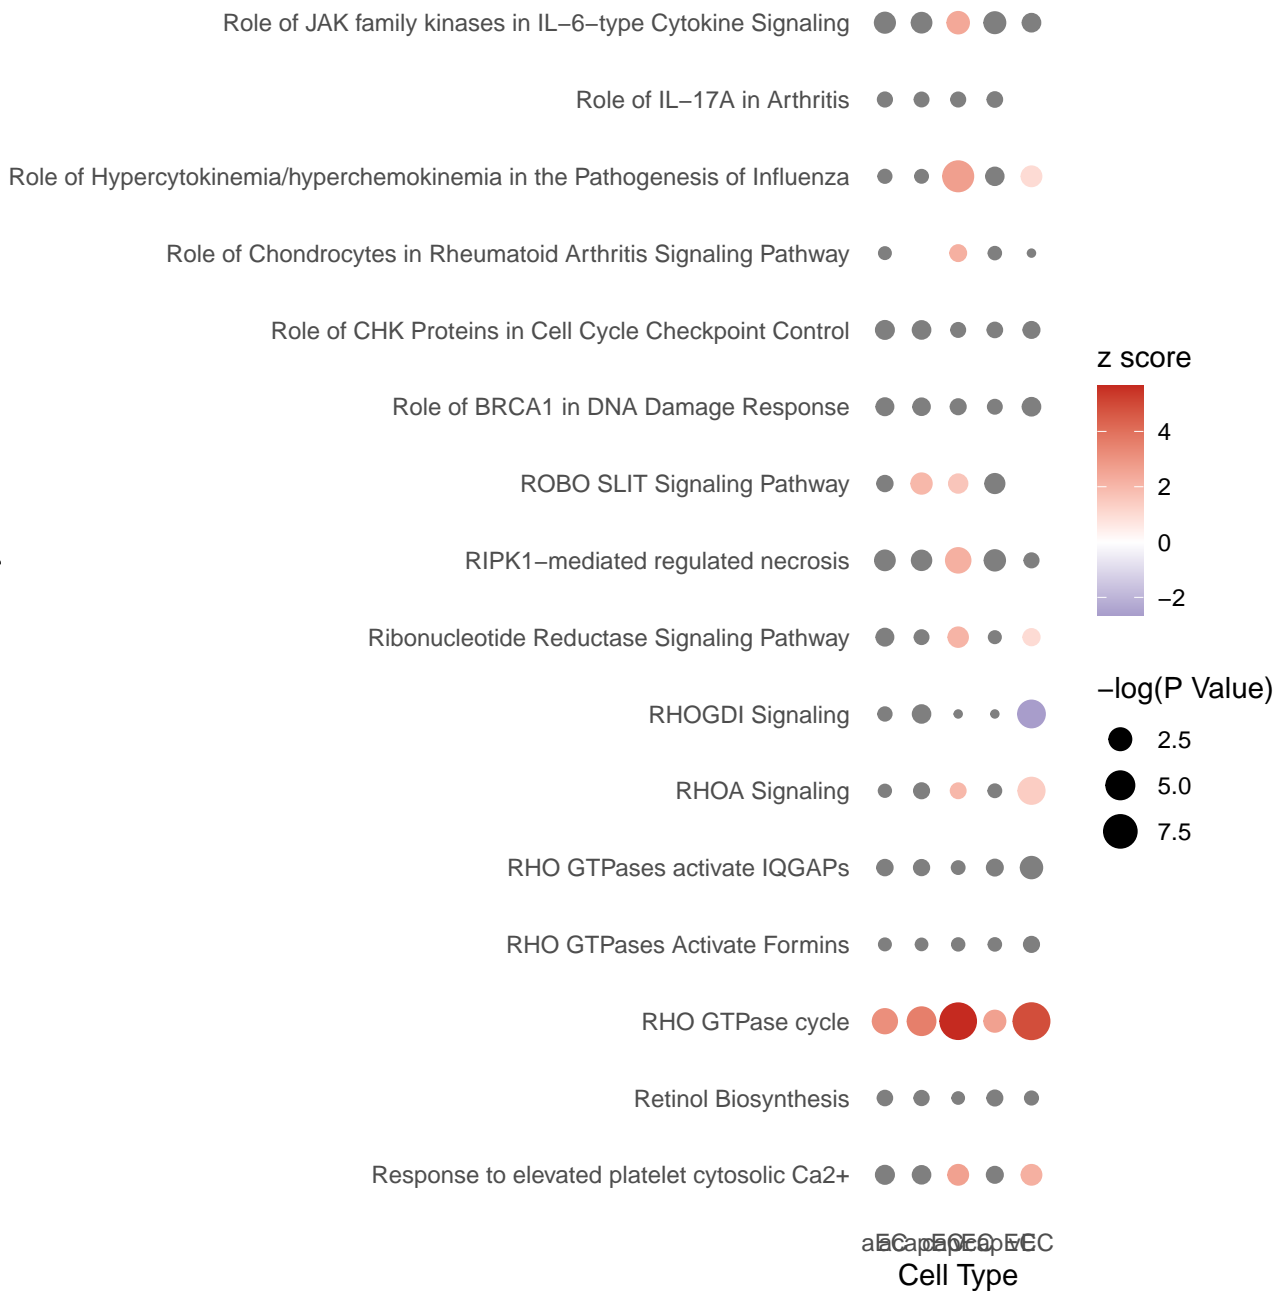 Role of JAK family kinases in IL−6−type Cytokine Signaling
Role of IL−17A in Arthritis
Role of Hypercytokinemia/hyperchemokinemia in the Pathogenesis of Influenza
Role of Chondrocytes in Rheumatoid Arthritis Signaling Pathway
Role of CHK Proteins in Cell Cycle Checkpoint Control
Role of BRCA1 in DNA Damage Response
ROBO SLIT Signaling Pathway
RIPK1−mediated regulated necrosis
Ribonucleotide Reductase Signaling Pathway
RHOGDI Signaling
RHOA Signaling
RHO GTPases activate IQGAPs
RHO GTPases Activate Formins
RHO GTPase cycle
Retinol Biosynthesis
Response to elevated platelet cytosolic Ca2+
Cell Type
z score
4
2
0
−2
−log(P Value)
2.5
5.0
7.5